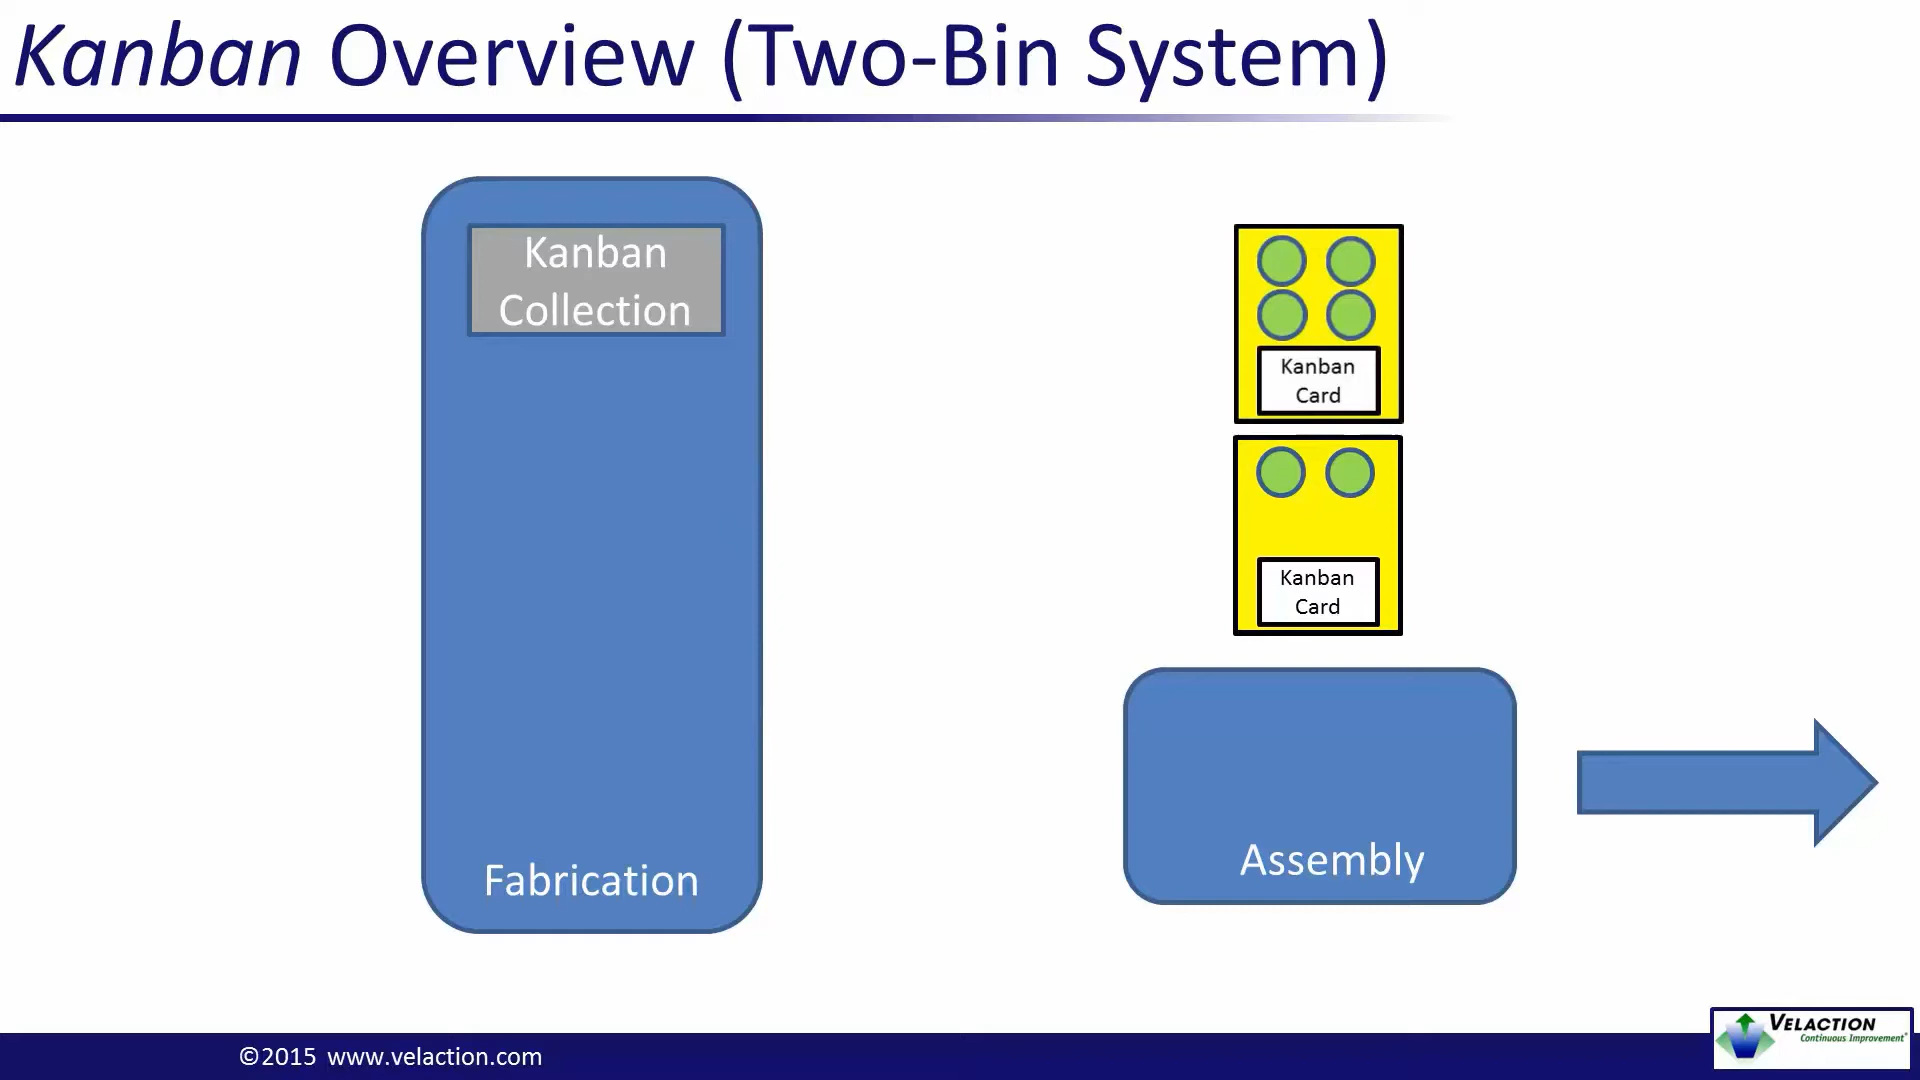 Kanban Overview (Two-Bin System)
Kanban
Collection
Fabrication
Kanban
Card
Kanban
Card
Assembly
©2015 www.velaction.com
VELACTION
Continuous Improvement®